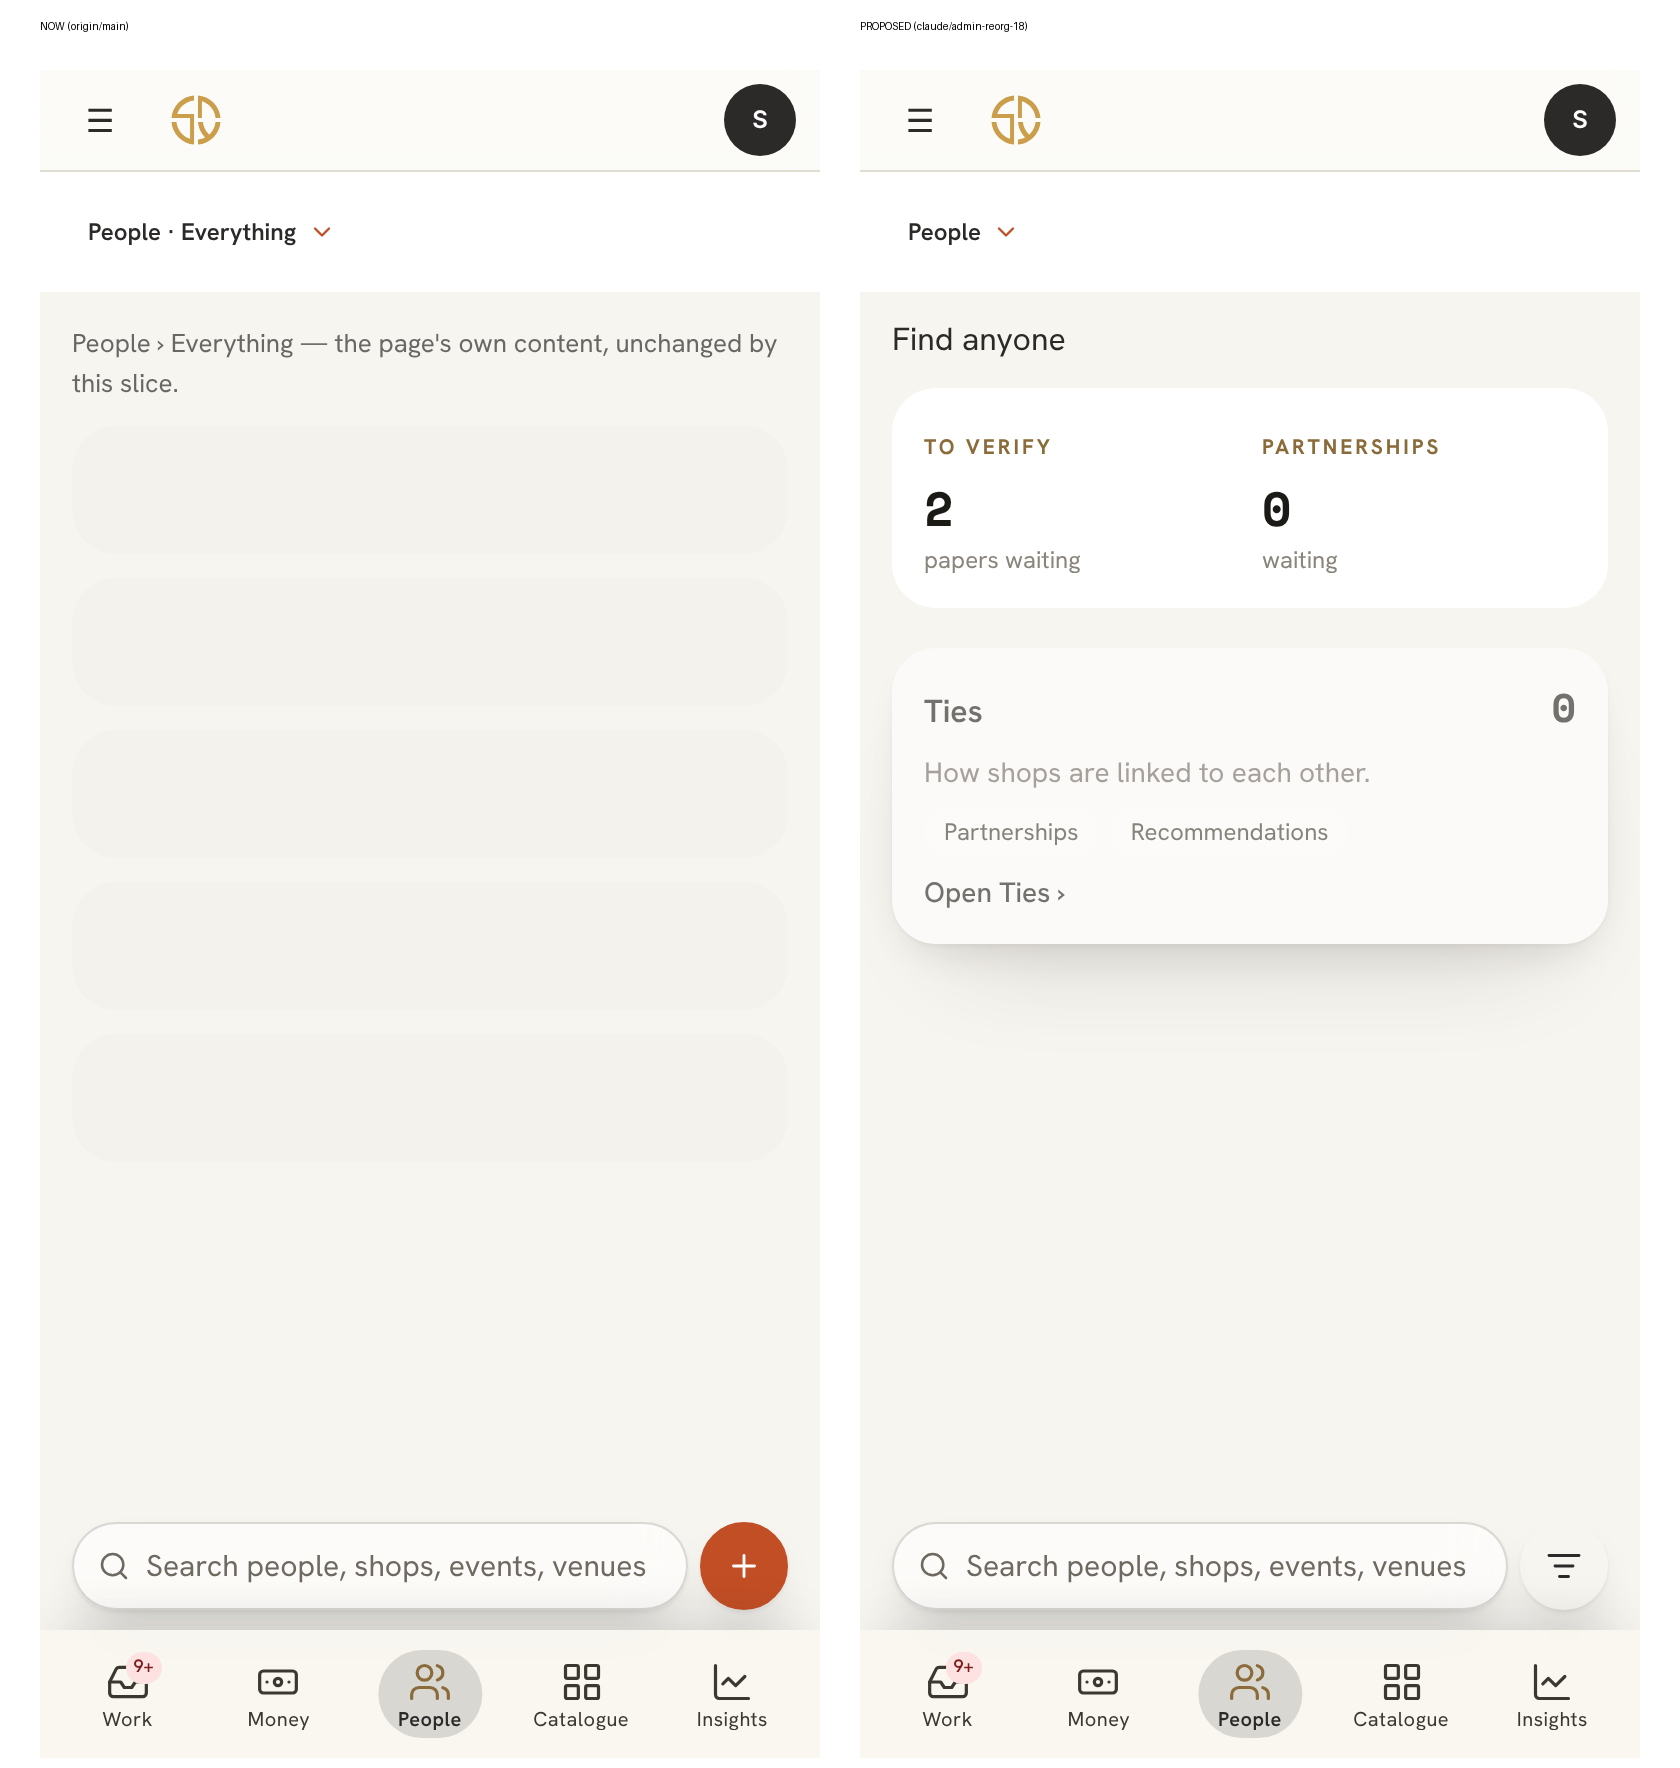 NOW (origin/main)
S
People · Everything
People › Everything — the page's own content, unchanged by
this slice.
Search people, shops, events, venues
9+
Work
Money
People
Catalogue
Insights
PROPOSED (claude/admin-reorg-18)
S
People
Find anyone
TO VERIFY
2
papers waiting
PARTNERSHIPS
0
waiting
Ties
0
How shops are linked to each other.
Partnerships
Recommendations
Open Ties ›
Search people, shops, events, venues
9+
Work
Money
People
Catalogue
Insights